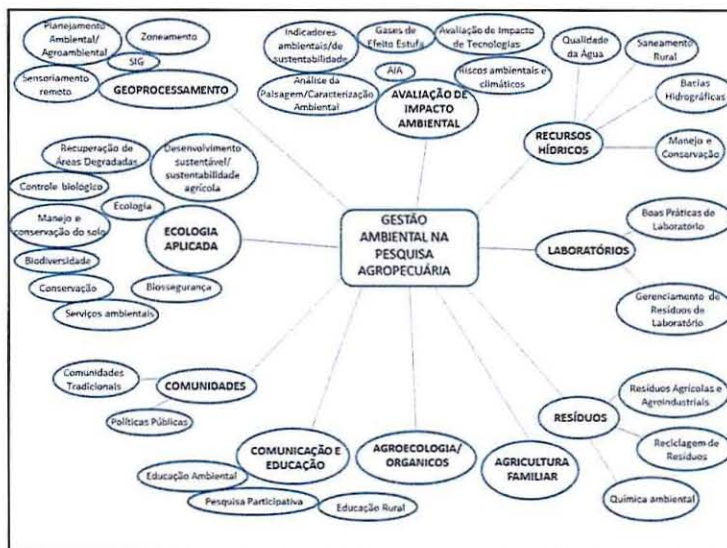 Planejamento
Ambiental/
Agroambiental
Zoneamento
SIG
Sensoriamento
remoto
GEOPROCESSAMENTO
Indicadores
ambientais/de
sustentabilidade
Gases de
Efeito Estufa
Avaliação de Impacto
de Tecnologias
AIA
Análise da
Paisagem/Caracterização
Ambiental
Riscos ambientais e
climáticos
AVALIAÇÃO DE IMPACTO
AMBIENTAL
Qualidade
da Água
Saneamento
Rural
Bacias
Hidrográficas
Manejo e
Conservação
RECURSOS
HÍDRICOS
Recuperação de
Áreas Degradadas
Desenvolvimento
sustentável/
sustentabilidade
agrícola
Controle biológico
Ecologia
Manejo e
conservação do solo
ECOLOGIA
APLICADA
Biodiversidade
Conservação
Biossegurança
Serviços ambientais
GESTÃO
AMBIENTAL NA
PESQUISA
AGROPECUÁRIA
LABORATÓRIOS
Boas Práticas de
Laboratório
Gerenciamento de
Resíduos de
Laboratório
Comunidades
Tradicionais
COMUNIDADES
Políticas Públicas
RESÍDUOS
Resíduos Agrícolas e
Agroindustriais
Reciclagem de
Resíduos
Química ambiental
COMUNICAÇÃO E
EDUCAÇÃO
Educação Ambiental
Pesquisa Participativa
Educação Rural
AGROECOLOGIA/
ORGANICOS
AGRICULTURA
FAMILIAR